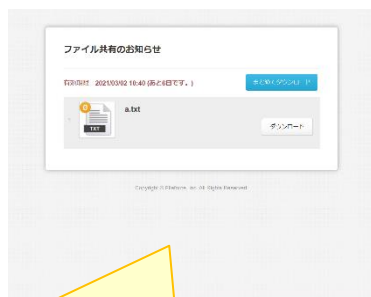 ファイル共有のお知らせ
有効期限 2021/03/02 10:40 (あと6日です。)
まとめてダウンロード
0
a.txt
TXT
ダウンロード
All Rights Reserved